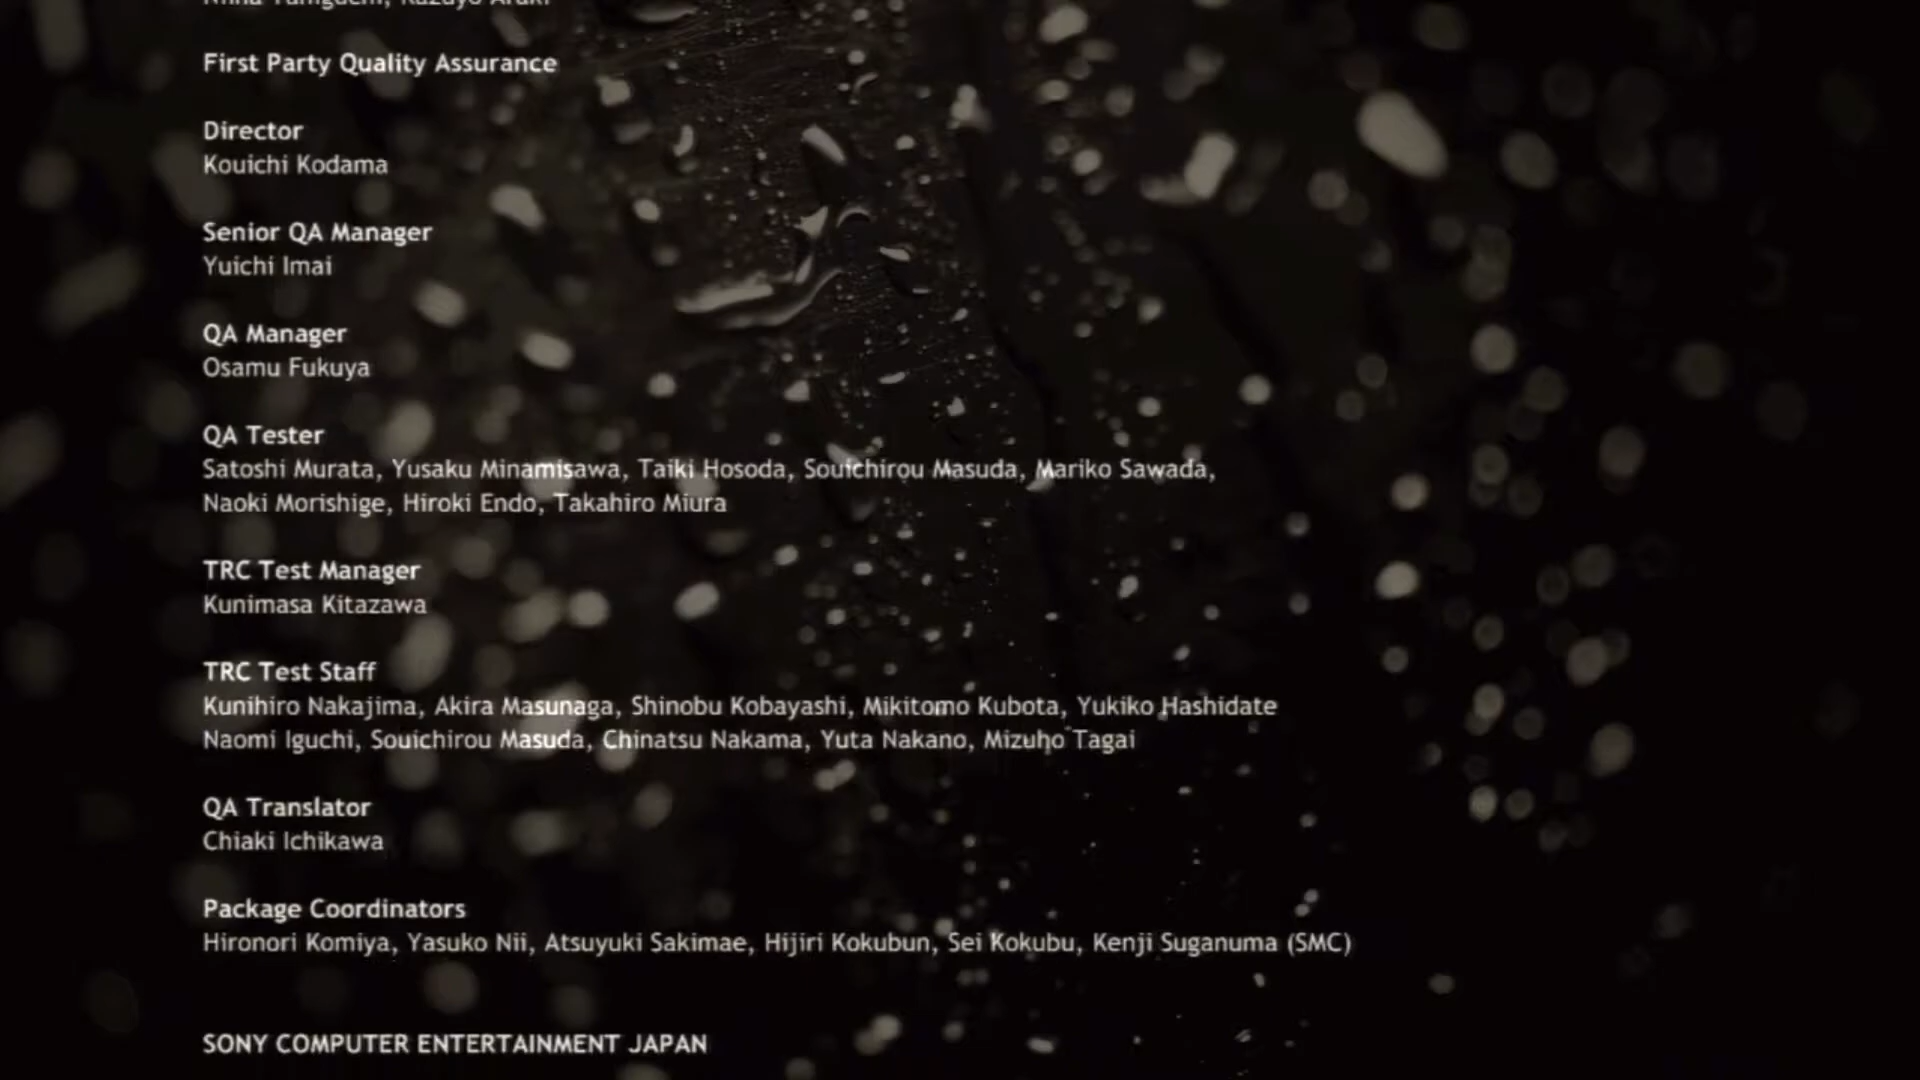 First Party Quality Assurance
Director
Kouichi Kodama
Senior QA Manager
Yuichi Imai
QA Manager
Osamu Fukuya
QA Tester
Satoshi Murata, Yusaku Minamisawa, Taiki Hosoda, Souichirou Masuda, Mariko Sawada,
Naoki Morishige, Hiroki Endo, Takahiro Miura
TRC Test Manager
Kunimasa Kitazawa
TRC Test Staff
Kunihiro Nakajima, Akira Masunaga, Shinobu Kobayashi, Mikitomo Kubota, Yukiko Hashidate
Naomi Iguchi, Souichirou Masuda, Chinatsu Nakama, Yuta Nakano, Mizuho Tagai
QA Translator
Chiaki Ichikawa
Package Coordinators
Hironori Komiya, Yasuko Nii, Atsuyuki Sakimae, Hijiri Kokubun, Sei Kokubu, Kenji Suganuma (SMC)
SONY COMPUTER ENTERTAINMENT JAPAN